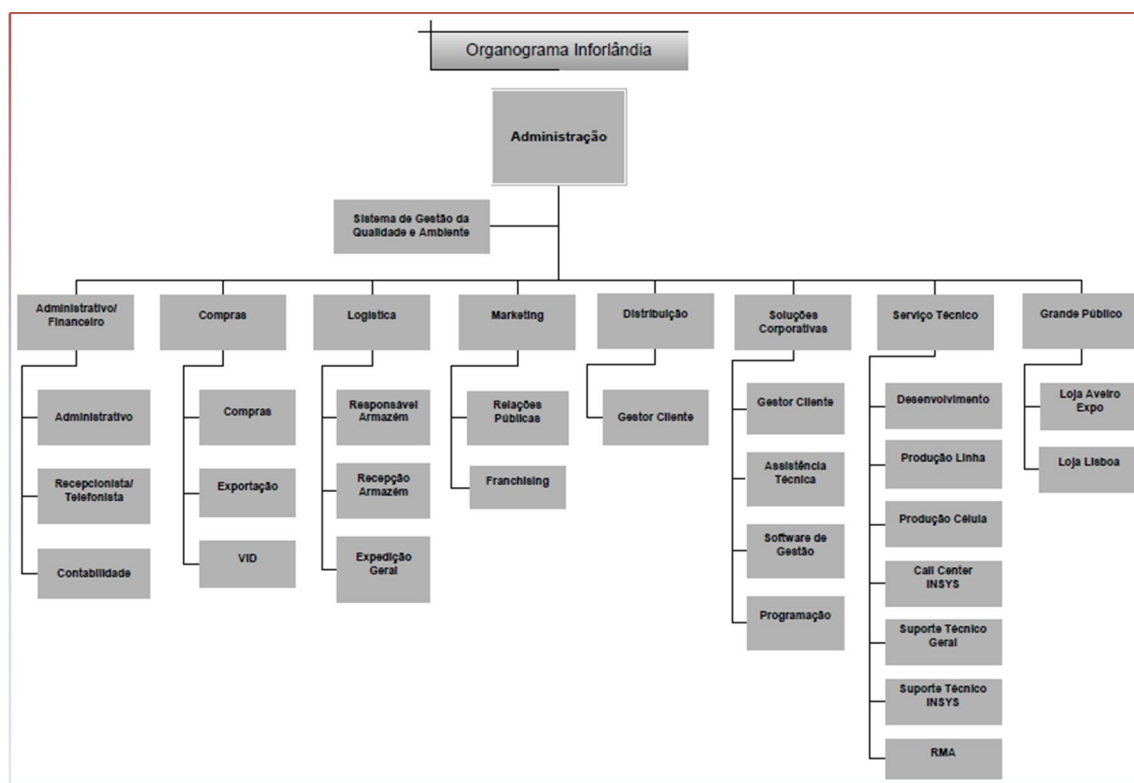 Organograma Inforlândia
Administração
Sistema de Gestão da
Qualidade e Ambiente
Administrativo/
Financeiro
Compras
Logística
Marketing
Distribuição
Soluções
Corporativas
Serviço Técnico
Grande Público
Administrativo
Recepcionista/
Telefonista
Contabilidade
Compras
Exportação
VID
Responsável
Armazém
Recepção
Armazém
Expedição
Geral
Relações
Públicas
Franchising
Gestor Cliente
Gestor Cliente
Assistência
Técnica
Software de
Gestão
Programação
Desenvolvimento
Produção Linha
Produção Célula
Call Center
INSYS
Suporte Técnico
Geral
Suporte Técnico
INSYS
RMA
Loja Aveiro
Expo
Loja Lisboa